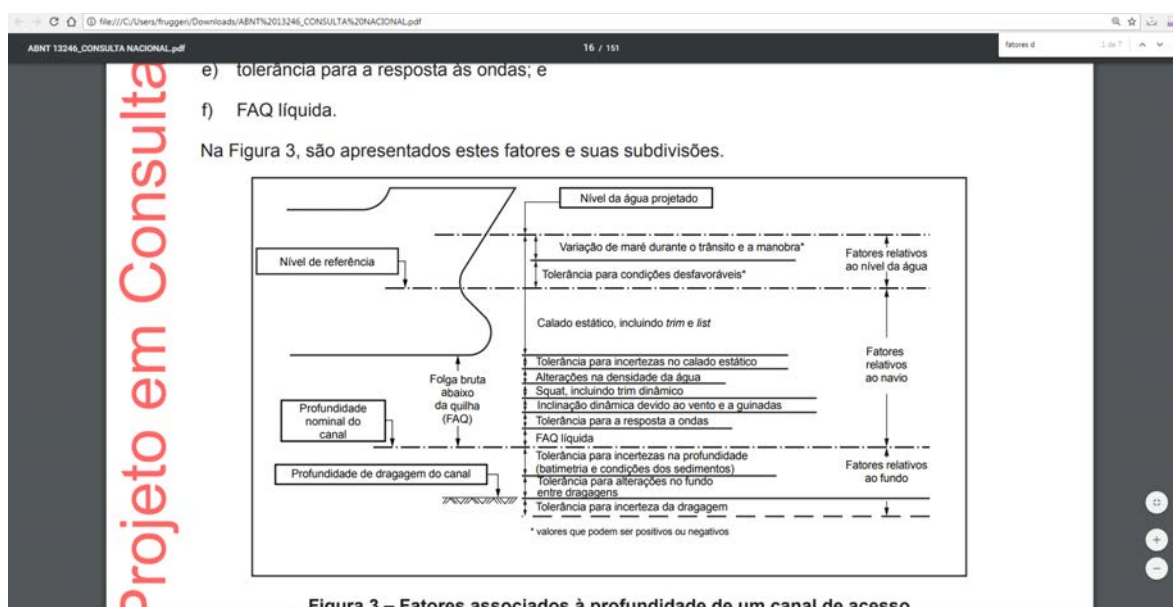 file:///C:/Users/fruggeri/Downloads/ABNT%2013246_CONSULTA%20NACIONAL.pdf
ABNT 13246_CONSULTA NACIONAL.pdf
16 / 151
fatores d
1 de 7
Projeto em Consulta
e) tolerância para a resposta às ondas; e
f) FAQ líquida.
Na Figura 3, são apresentados estes fatores e suas subdivisões.
Nível da água projetado
Variação de maré durante o trânsito e a manobra*
Fatores relativos
ao nível da água
Nível de referência
Tolerância para condições desfavoráveis*
Calado estático, incluindo trim e list
Fatores
relativos
ao navio
Tolerância para incertezas no calado estático
Alterações na densidade da água
Squat, incluindo trim dinâmico
Inclinação dinâmica devido ao vento e a guinadas
Tolerância para a resposta a ondas
FAQ líquida
Folga bruta
abaixo
da quilha
(FAQ)
Profundidade
nominal do
canal
Tolerância para incertezas na profundidade
(batimetria e condições dos sedimentos)
Fatores relativos
ao fundo
Profundidade de dragagem do canal
Tolerância para alterações no fundo
entre dragagens
Tolerância para incerteza da dragagem
* valores que podem ser positivos ou negativos
Figura 3 – Fatores associados à profundidade de um canal de acesso